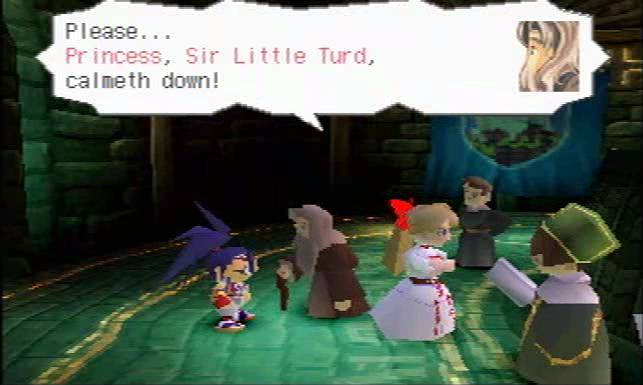 Please...
Princess, Sir Little Turd,
calmeth down!